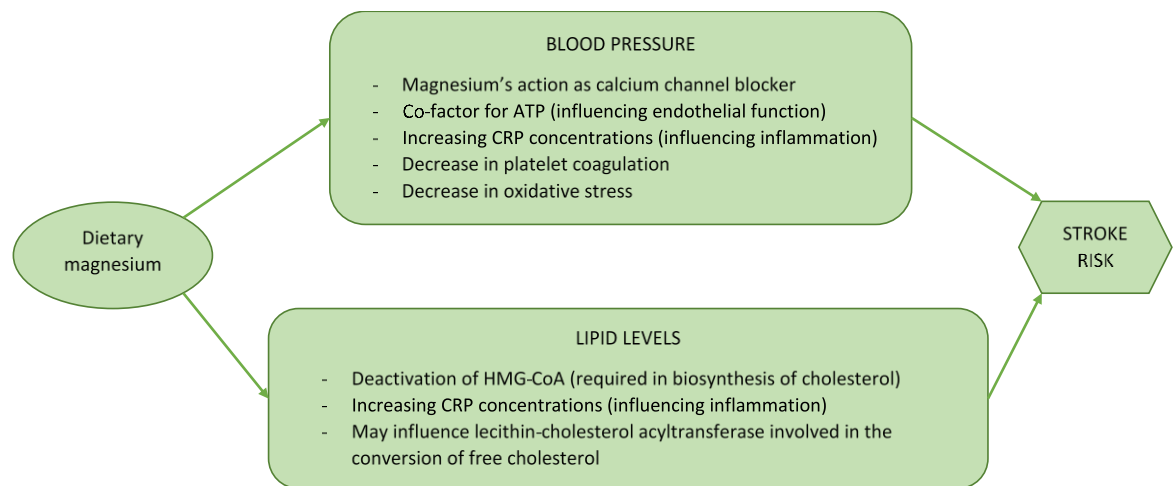 BLOOD PRESSURE
- Magnesium's action as calcium channel blocker
- Co-factor for ATP (influencing endothelial function)
- Increasing CRP concentrations (influencing inflammation)
- Decrease in platelet coagulation
- Decrease in oxidative stress
Dietary
magnesium
STROKE
RISK
LIPID LEVELS
- Deactivation of HMG-CoA (required in biosynthesis of cholesterol)
- Increasing CRP concentrations (influencing inflammation)
- May influence lecithin-cholesterol acyltransferase involved in the
conversion of free cholesterol